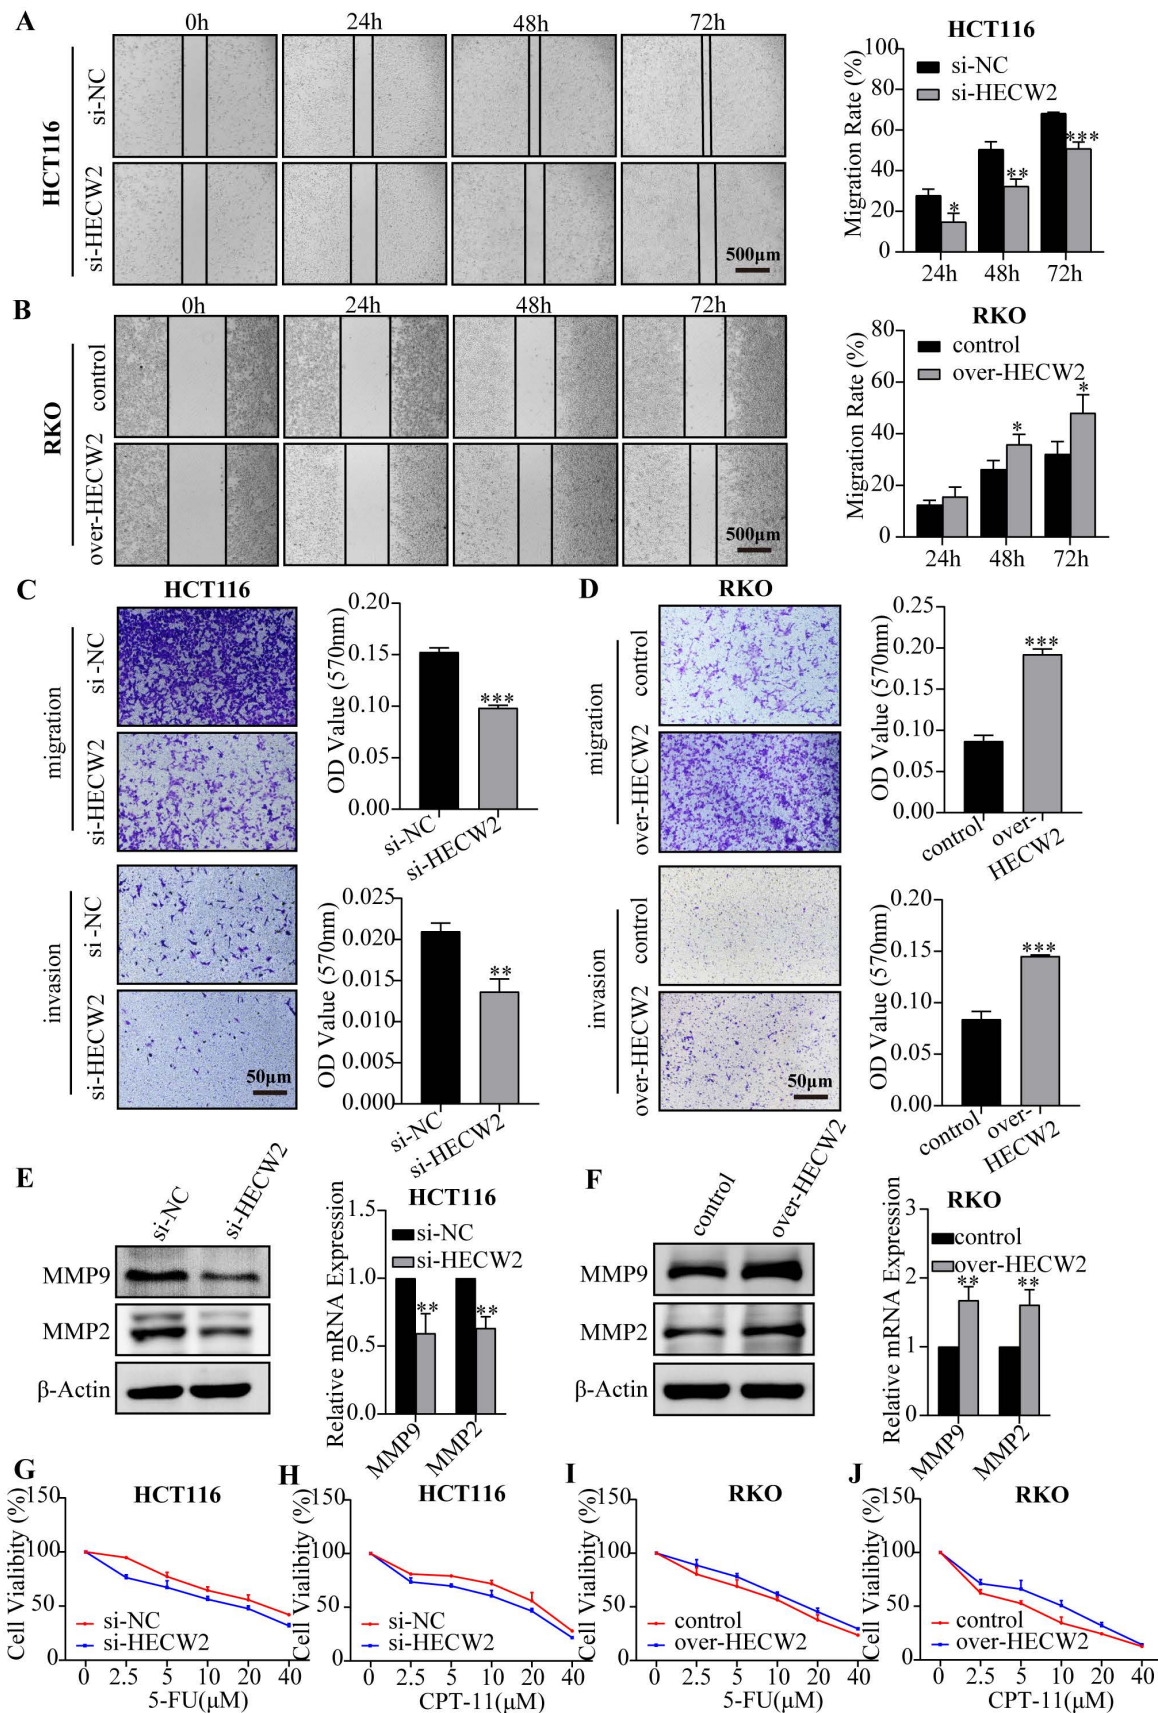 A
0h
24h
48h
72h
HCT116
si-NC
si-HECW2
500μm
HCT116
si-NC
si-HECW2
Migration Rate (%)
100
80
60
40
20
0
*
**
***
24h
48h
72h
B
0h
24h
48h
72h
RKO
control
over-HECW2
500μm
RKO
control
over-HECW2
Migration Rate (%)
80
60
40
20
0
*
*
24h
48h
72h
C
HCT116
migration
si -NC
si-HECW2
invasion
si -NC
si-HECW2
50μm
OD Value (570nm)
0.20
0.15
0.10
0.05
0.00
***
si-NC
si-HECW2
OD Value (570nm)
0.025
0.020
0.015
0.010
0.005
0.000
**
si-NC
si-HECW2
D
RKO
migration
control
over-HECW2
invasion
control
over-HECW2
50μm
OD Value (570nm)
0.25
0.20
0.15
0.10
0.05
0.00
***
control
over-
HECW2
OD Value (570nm)
0.20
0.15
0.10
0.05
0.00
***
control
over-
HECW2
E
si-NC
si-HECW2
MMP9
MMP2
β-Actin
HCT116
si-NC
si-HECW2
Relative mRNA Expression
1.5
1.0
0.5
0.0
**
**
MMP9
MMP2
F
control
over-HECW2
MMP9
MMP2
β-Actin
RKO
control
over-HECW2
Relative mRNA Expression
3
2
1
0
**
**
MMP9
MMP2
G
HCT116
Cell Vialibity (%)
150
100
50
0
si-NC
si-HECW2
0 2.5 5 10 20 40
5-FU(μM)
H
HCT116
Cell Vialibity (%)
150
100
50
0
si-NC
si-HECW2
0 2.5 5 10 20 40
CPT-11(μM)
I
RKO
Cell Vialibity (%)
150
100
50
0
control
over-HECW2
0 2.5 5 10 20 40
5-FU(μM)
J
RKO
Cell Vialibity (%)
150
100
50
0
control
over-HECW2
0 2.5 5 10 20 40
CPT-11(μM)